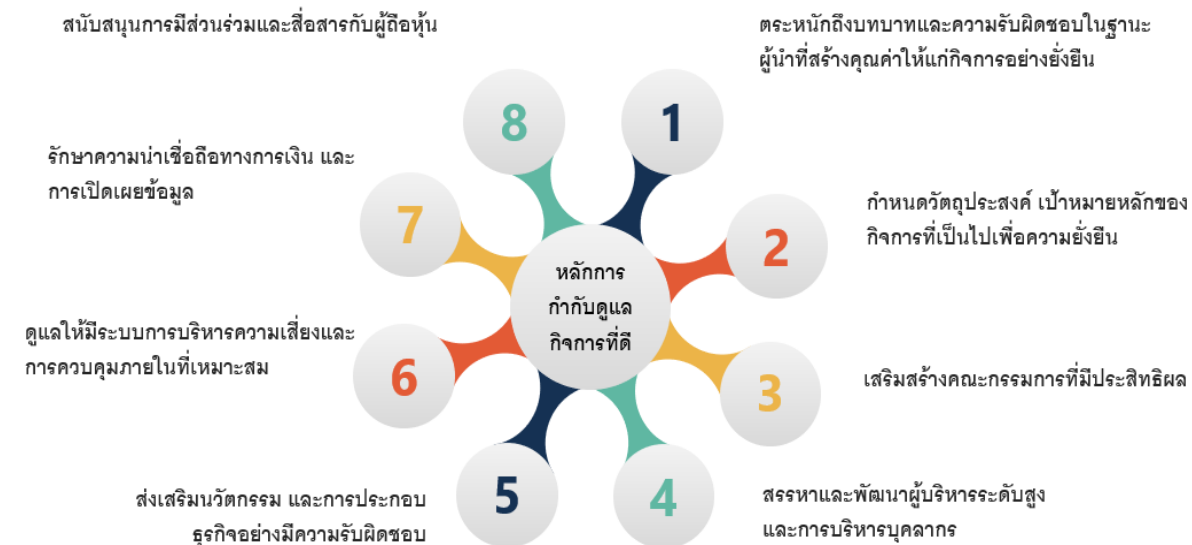 สนับสนุนการมีส่วนร่วมและสื่อสารกับผู้ถือหุ้น
ตระหนักถึงบทบาทและความรับผิดชอบในฐานะ
ผู้นำที่สร้างคุณค่าให้แก่กิจการอย่างยั่งยืน
8
1
รักษาความน่าเชื่อถือทางการเงิน และ
การเปิดเผยข้อมูล
7
กำหนดวัตถุประสงค์ เป้าหมายหลักของ
กิจการที่เป็นไปเพื่อความยั่งยืน
2
หลักการ
กำกับดูแล
กิจการที่ดี
ดูแลให้มีระบบการบริหารความเสี่ยงและ
การควบคุมภายในที่เหมาะสม
6
3
เสริมสร้างคณะกรรมการที่มีประสิทธิผล
ส่งเสริมนวัตกรรม และการประกอบ
ธุรกิจอย่างมีความรับผิดชอบ
5
4
สรรหาและพัฒนาผู้บริหารระดับสูง
และการบริหารบุคลากร